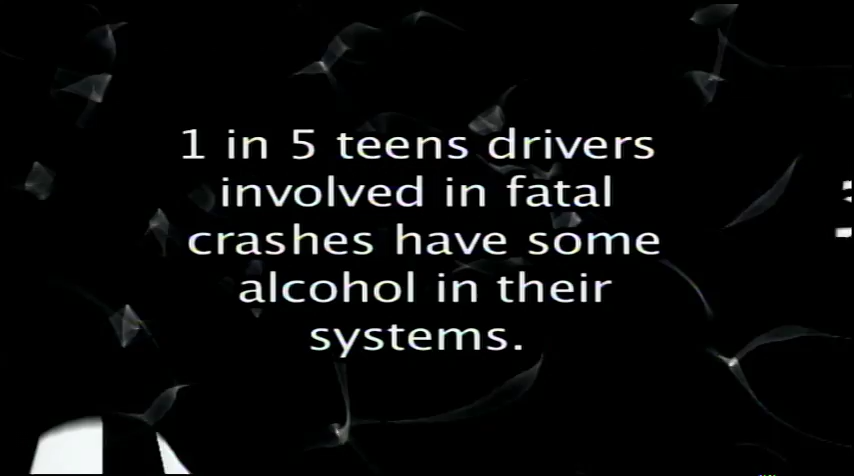 1 in 5 teens drivers
involved in fatal
crashes have some
alcohol in their
systems.